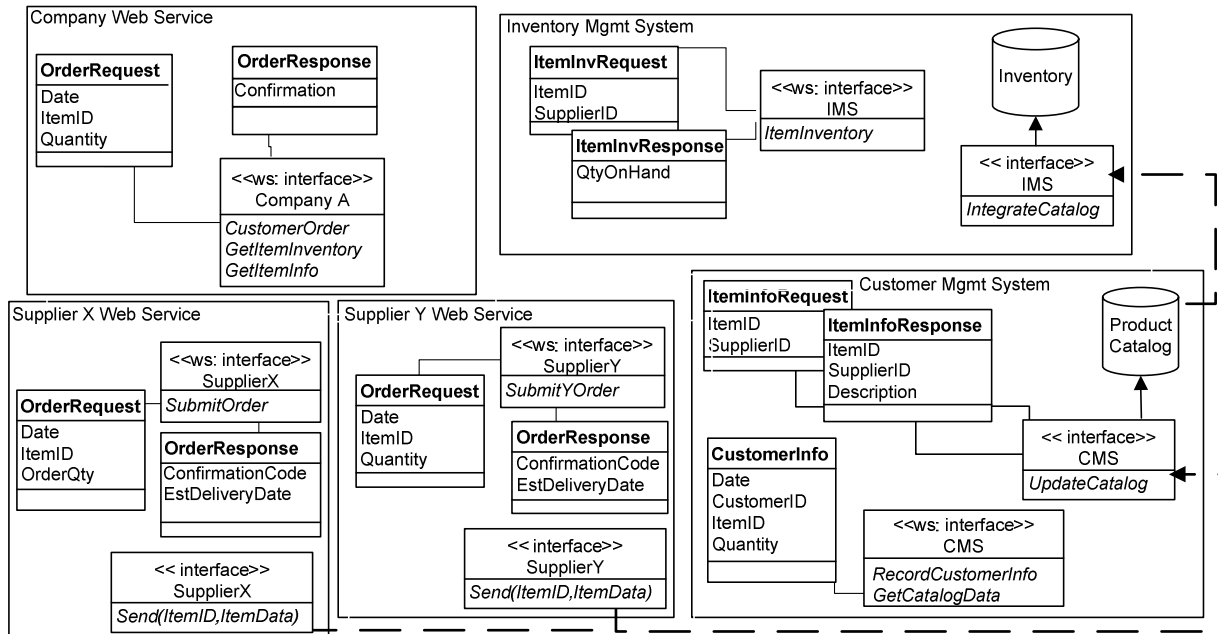 Company Web Service
OrderRequest
Date
ItemID
Quantity
OrderResponse
Confirmation
<<ws: interface>>
Company A
CustomerOrder
GetItemInventory
GetItemInfo
Inventory Mgmt System
ItemInvRequest
ItemID
SupplierID
ItemInvResponse
QtyOnHand
<<ws: interface>>
IMS
ItemInventory
Inventory
<< interface>>
IMS
IntegrateCatalog
Supplier X Web Service
<<ws: interface>>
SupplierX
SubmitOrder
OrderRequest
Date
ItemID
OrderQty
OrderResponse
ConfirmationCode
EstDeliveryDate
<< interface>>
SupplierX
Send(ItemID,ItemData)
Supplier Y Web Service
<<ws: interface>>
SupplierY
SubmitYOrder
OrderRequest
Date
ItemID
Quantity
OrderResponse
ConfirmationCode
EstDeliveryDate
<< interface>>
SupplierY
Send(ItemID,ItemData)
Customer Mgmt System
ItemInfoRequest
ItemID
SupplierID
ItemInfoResponse
ItemID
SupplierID
Description
Product
Catalog
<< interface>>
CMS
UpdateCatalog
CustomerInfo
Date
CustomerID
ItemID
Quantity
<<ws: interface>>
CMS
RecordCustomerInfo
GetCatalogData